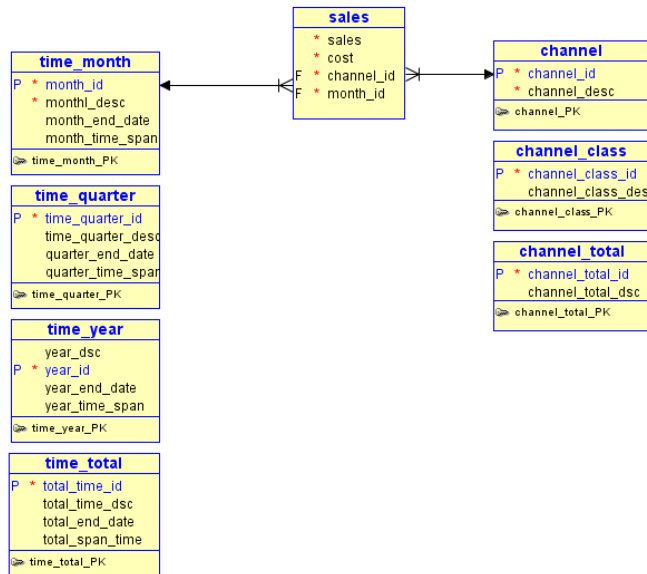 sales
* sales
* cost
F * channel_id
F * month_id
time_month
P * month_id
* monthl_desc
month_end_date
month_time_span
time_month_PK
time_quarter
P * time_quarter_id
time_quarter_desc
quarter_end_date
quarter_time_span
time_quarter_PK
time_year
year_dsc
P * year_id
year_end_date
year_time_span
time_year_PK
time_total
P * total_time_id
total_time_dsc
total_end_date
total_span_time
time_total_PK
channel
P * channel_id
* channel_desc
channel_PK
channel_class
P * channel_class_id
channel_class_des
channel_class_PK
channel_total
P * channel_total_id
channel_total_dsc
channel_total_PK